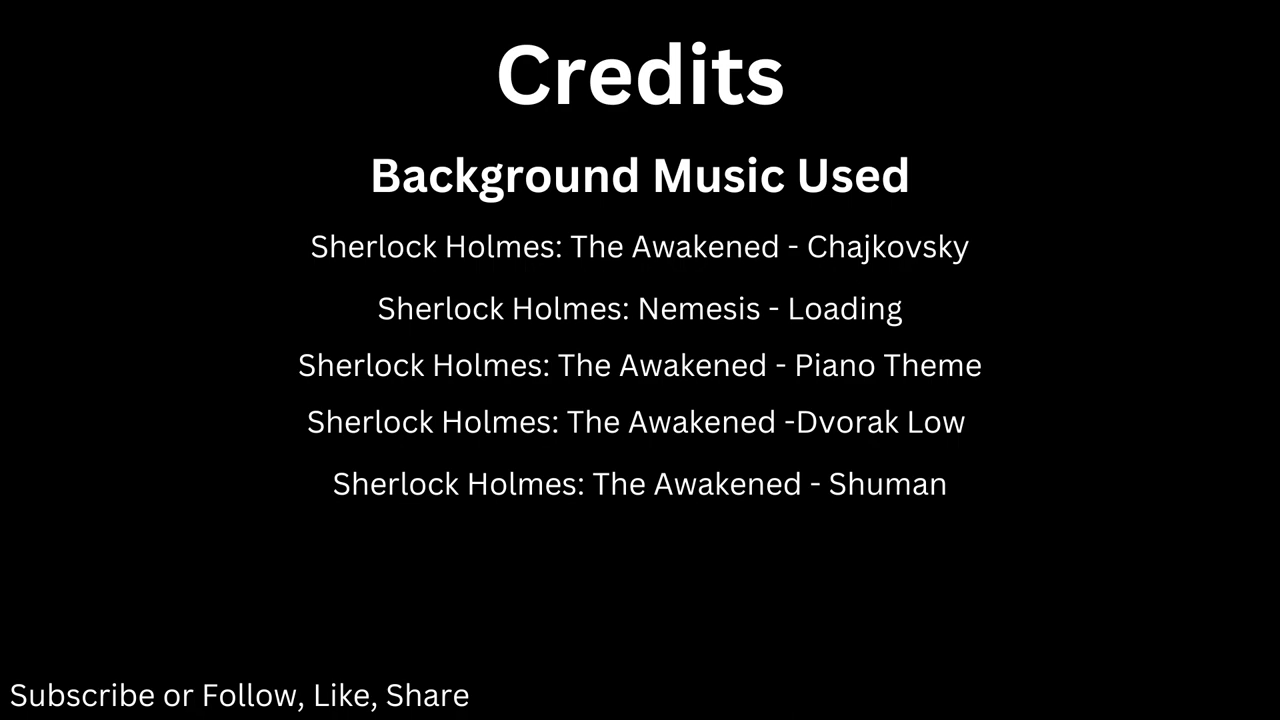 Credits
Background Music Used
Sherlock Holmes: The Awakened - Chajkovsky
Sherlock Holmes: Nemesis - Loading
Sherlock Holmes: The Awakened - Piano Theme
Sherlock Holmes: The Awakened -Dvorak Low
Sherlock Holmes: The Awakened - Shuman
Subscribe or Follow, Like, Share